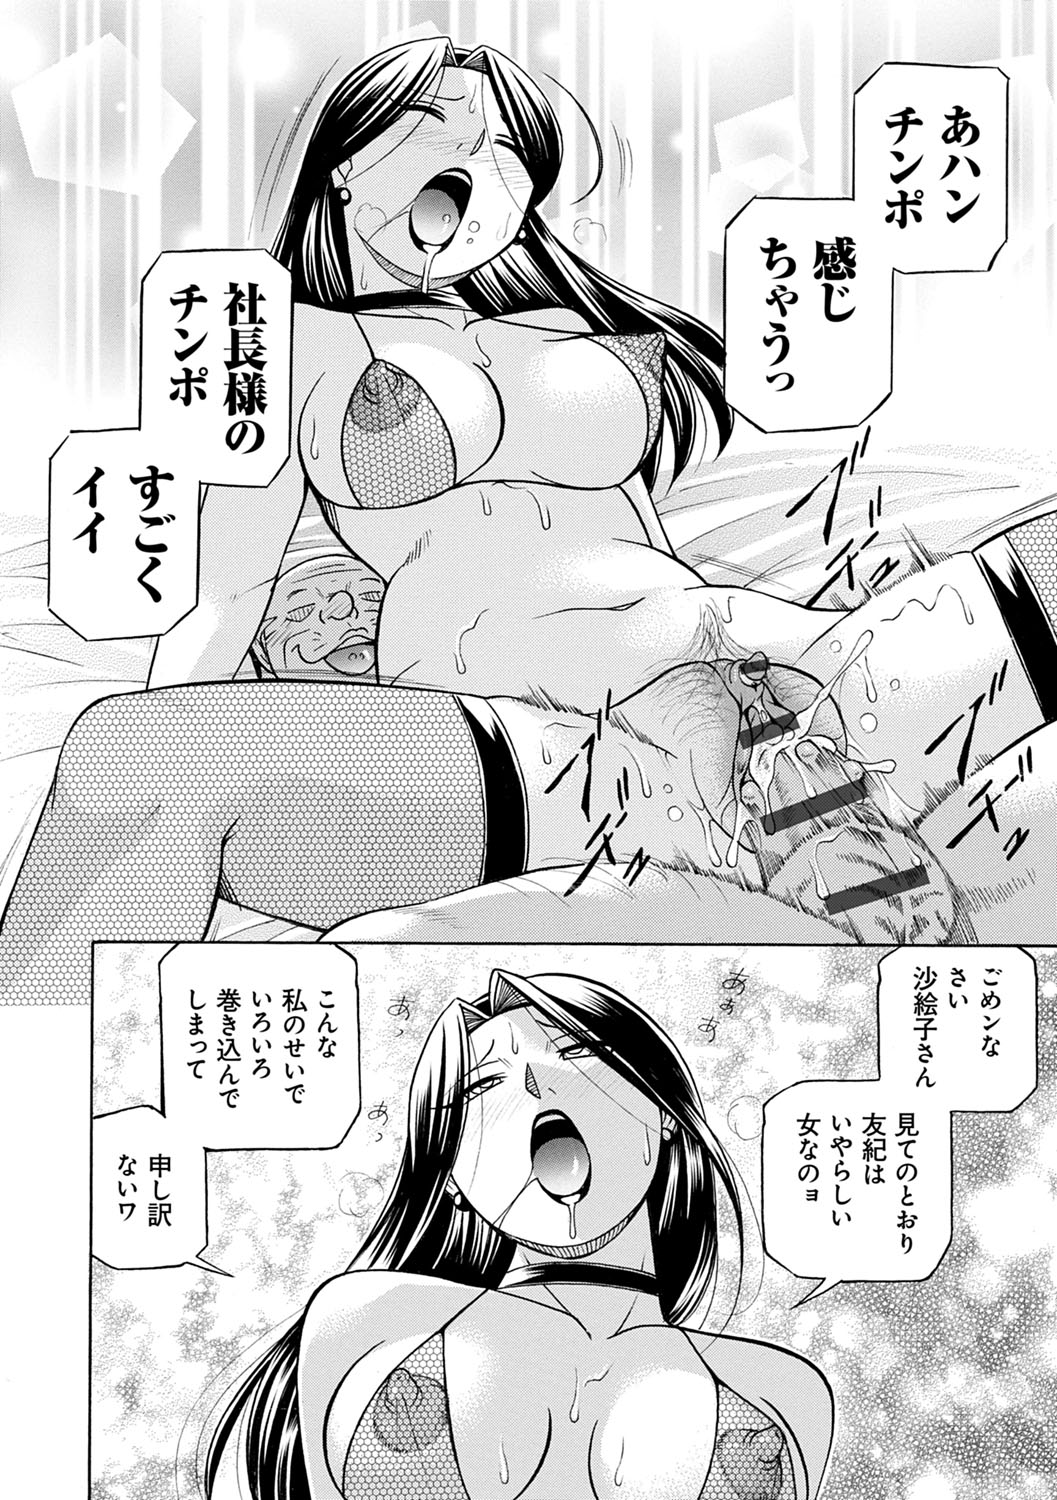 あハン
チンポ
感じ
ちゃうっ
社長様の
チンポ
すごく
イイ
ズブ
ヂュ
ズブ
ヂュ
ヂュ
ごめンな
さい
沙絵子さん
見てのとおり
友紀は
いやらしい
女なのョ
あぁぁ
あっ
あっ
こんな
私のせいで
いろいろ
巻き込んで
しまって
申し訳
ないワ